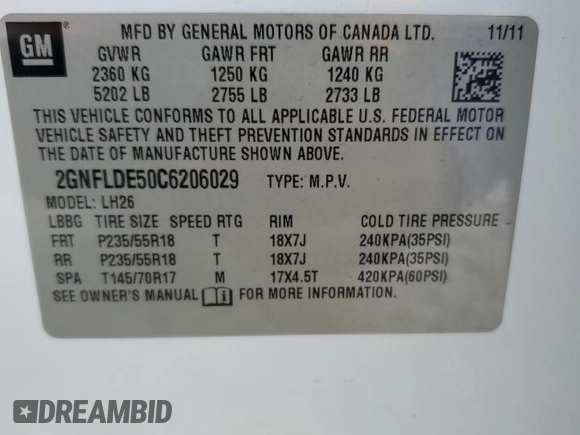 GM
MFD BY GENERAL MOTORS OF CANADA LTD. 11/11
GVWR GAWR FRT GAWR RR
2360 KG 1250 KG 1240 KG
5202 LB 2755 LB 2733 LB
THIS VEHICLE CONFORMS TO ALL APPLICABLE U.S. FEDERAL MOTOR
VEHICLE SAFETY AND THEFT PREVENTION STANDARDS IN EFFECT ON
THE DATE OF MANUFACTURE SHOWN ABOVE.
2GNFLDE50C6206029 TYPE: M.P.V.
MODEL: LH26
LBBG TIRE SIZE SPEED RTG RIM COLD TIRE PRESSURE
FRT P235/55R18 T 18X7J 240KPA(35PSI)
RR P235/55R18 T 18X7J 240KPA(35PSI)
SPA T145/70R17 M 17X4.5T 420KPA(60PSI)
SEE OWNER'S MANUAL FOR MORE INFORMATION.
DREAMBID